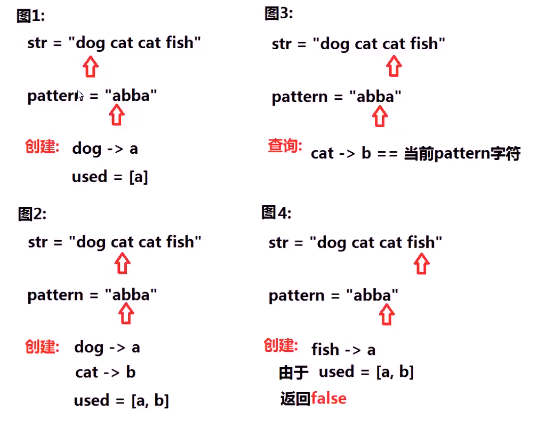 图1:
str = "dog cat cat fish"
pattern = "abba"
创建: dog -> a
used = [a]
图2:
str = "dog cat cat fish"
pattern = "abba"
创建: dog -> a
cat -> b
used = [a, b]
图3:
str = "dog cat cat fish"
pattern = "abba"
查询: cat -> b == 当前pattern字符
图4:
str = "dog cat cat fish"
pattern = "abba"
创建: fish -> a
由于 used = [a, b]
返回false